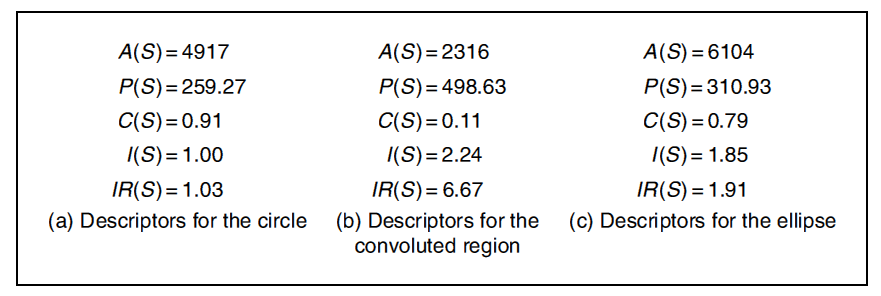 A(S)=4917
P(S)=259.27
C(S)=0.91
I(S)=1.00
IR(S)=1.03
(a) Descriptors for the circle
A(S)=2316
P(S)=498.63
C(S)=0.11
I(S)=2.24
IR(S)=6.67
(b) Descriptors for the
convoluted region
A(S)=6104
P(S)=310.93
C(S)=0.79
I(S)=1.85
IR(S)=1.91
(c) Descriptors for the ellipse